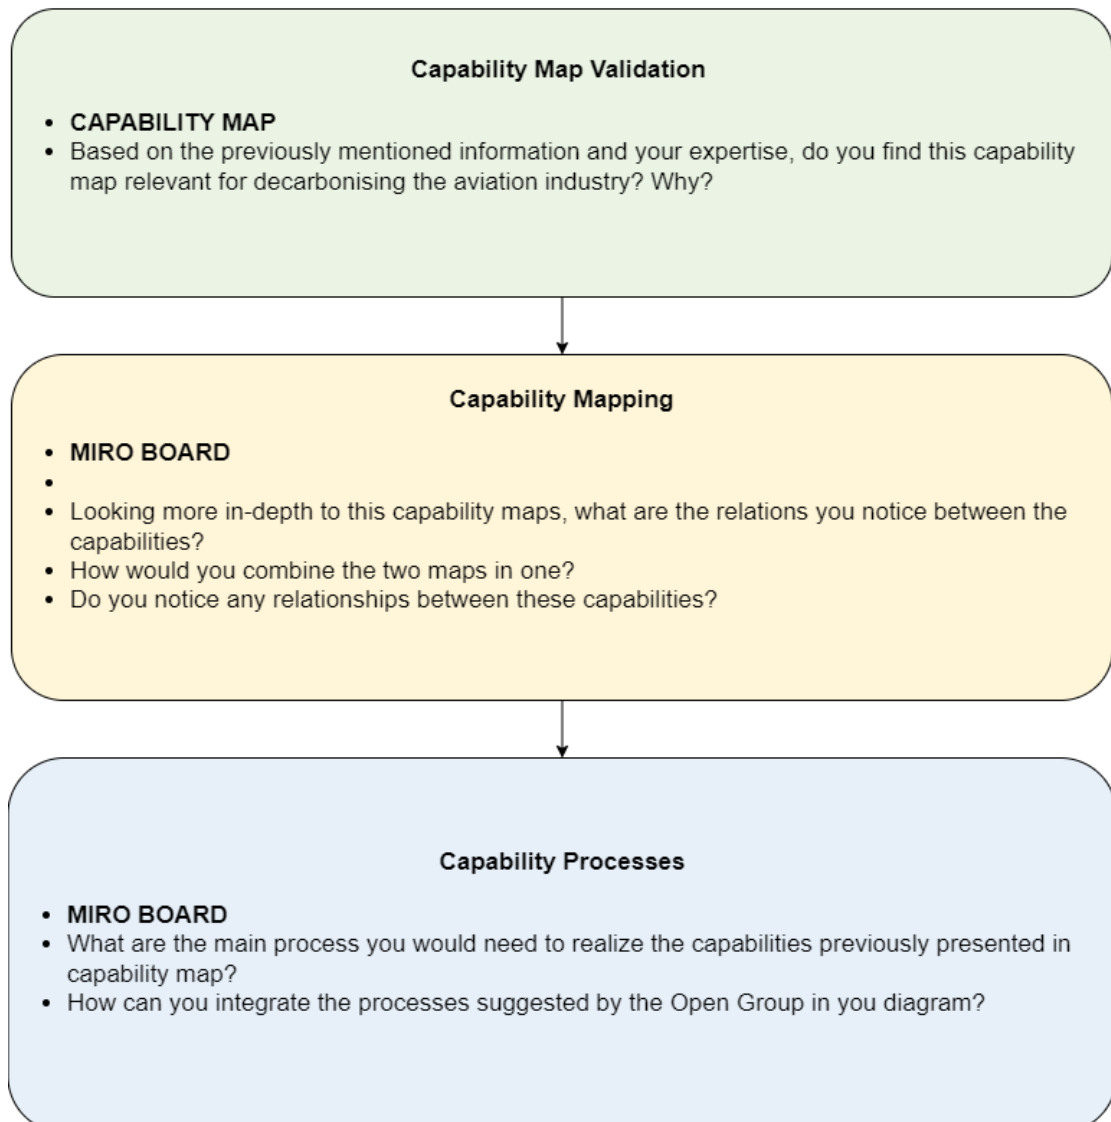 Capability Map Validation
• CAPABILITY MAP
• Based on the previously mentioned information and your expertise, do you find this capability
map relevant for decarbonising the aviation industry? Why?
Capability Mapping
• MIRO BOARD
•
• Looking more in-depth to this capability maps, what are the relations you notice between the
capabilities?
• How would you combine the two maps in one?
• Do you notice any relationships between these capabilities?
Capability Processes
• MIRO BOARD
• What are the main process you would need to realize the capabilities previously presented in
capability map?
• How can you integrate the processes suggested by the Open Group in you diagram?